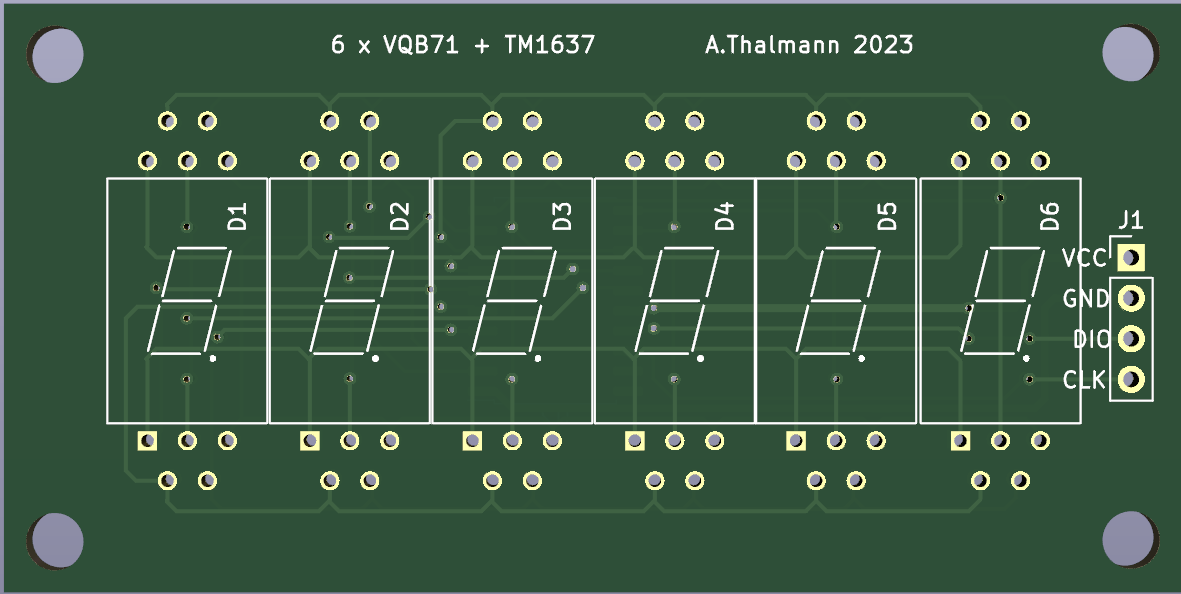 6 x VQB71 + TM1637
A.Thalmann 2023
D1
D2
D3
D4
D5
D6
J1
VCC
GND
DIO
CLK